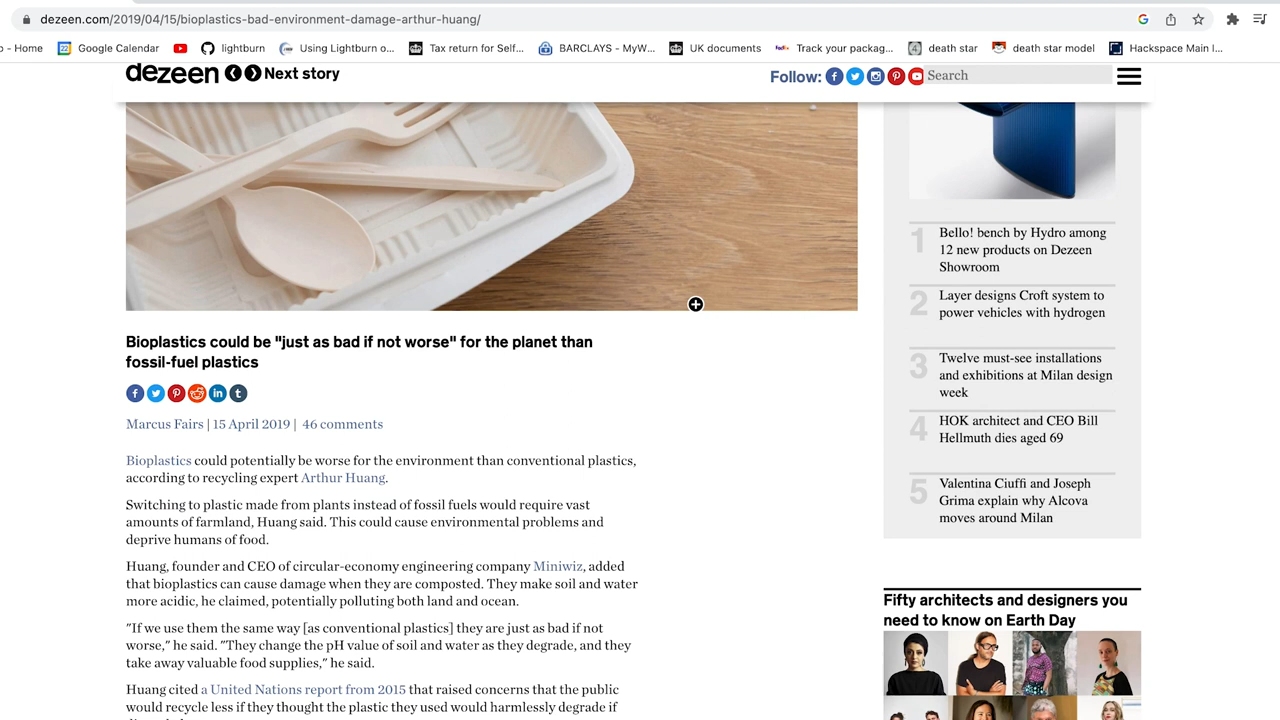 dezeen.com/2019/04/15/bioplastics-bad-environment-damage-arthur-huang/
- Home Google Calendar lightburn Using Lightburn o... Tax return for Self... BARCLAYS - MyW... UK documents Track your packag... death star death star model Hackspace Main I...
dezeen Next story Follow: Search
Bello! bench by Hydro among
1
12 new products on Dezeen
Showroom
Layer designs Croft system to
2
power vehicles with hydrogen
Twelve must-see installations
3
and exhibitions at Milan design
week
HOK architect and CEO Bill
4
Hellmuth dies aged 69
Valentina Ciuffi and Joseph
5
Grima explain why Alcova
moves around Milan
Bioplastics could be "just as bad if not worse" for the planet than
fossil-fuel plastics
Marcus Fairs | 15 April 2019 | 46 comments
Bioplastics could potentially be worse for the environment than conventional plastics,
according to recycling expert Arthur Huang.
Switching to plastic made from plants instead of fossil fuels would require vast
amounts of farmland, Huang said. This could cause environmental problems and
deprive humans of food.
Huang, founder and CEO of circular-economy engineering company Miniwiz, added
that bioplastics can cause damage when they are composted. They make soil and water
more acidic, he claimed, potentially polluting both land and ocean.
"If we use them the same way [as conventional plastics] they are just as bad if not
worse," he said. "They change the pH value of soil and water as they degrade, and they
take away valuable food supplies," he said.
Huang cited a United Nations report from 2015 that raised concerns that the public
would recycle less if they thought the plastic they used would harmlessly degrade if
Fifty architects and designers you
need to know on Earth Day